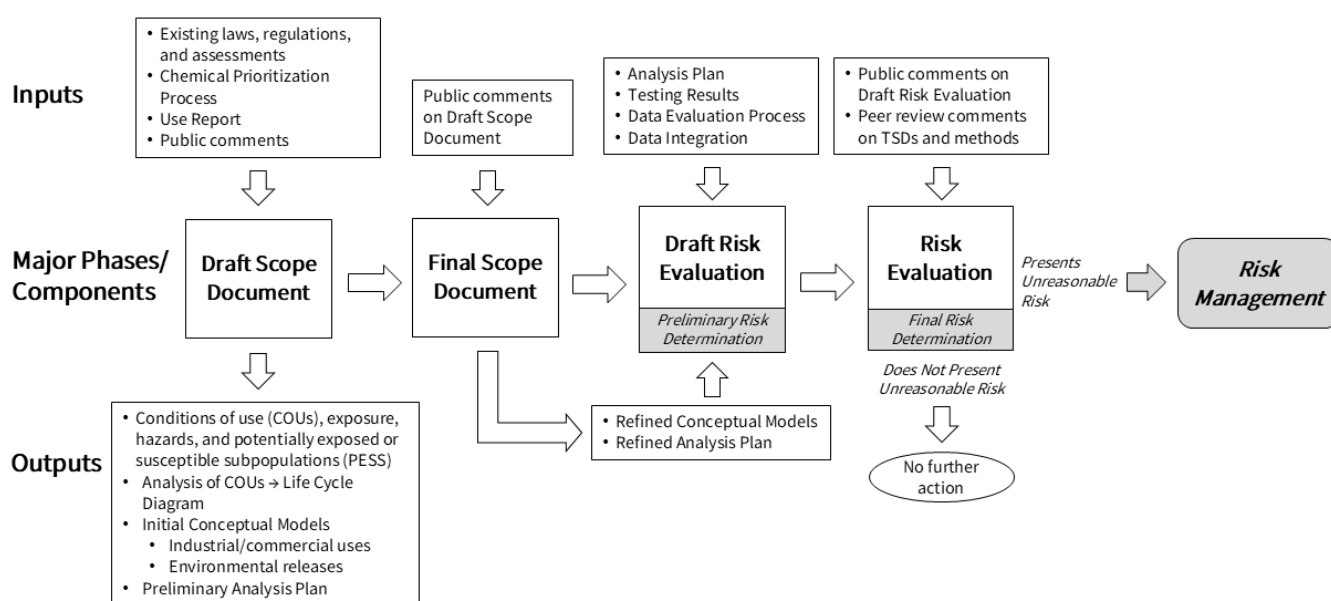 Inputs
• Existing laws, regulations,
and assessments
• Chemical Prioritization
Process
• Use Report
• Public comments
Public comments
on Draft Scope
Document
• Analysis Plan
• Testing Results
• Data Evaluation Process
• Data Integration
• Public comments on
Draft Risk Evaluation
• Peer review comments
on TSDs and methods
Major Phases/
Components
Draft Scope
Document
Final Scope
Document
Draft Risk
Evaluation
Preliminary Risk
Determination
Risk
Evaluation
Final Risk
Determination
Presents
Unreasonable
Risk
Risk
Management
Does Not Present
Unreasonable Risk
No further
action
Outputs
• Conditions of use (COUs), exposure,
hazards, and potentially exposed or
susceptible subpopulations (PESS)
• Analysis of COUs → Life Cycle
Diagram
• Initial Conceptual Models
• Industrial/commercial uses
• Environmental releases
• Preliminary Analysis Plan
• Refined Conceptual Models
• Refined Analysis Plan